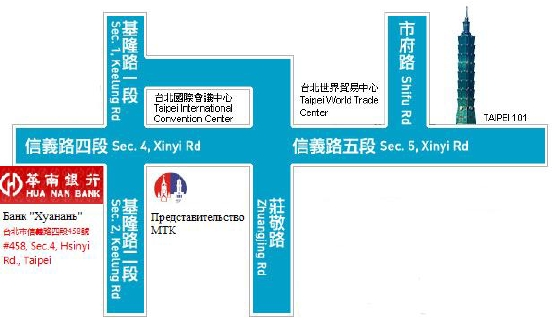 基隆路一段
Sec. 1, Keelung Rd
市府路 Shifu Rd
台北國際會議中心
Taipei International
Convention Center
台北世界貿易中心
Taipei World Trade
Center
TAIPEI 101
信義路四段 Sec. 4, Xinyi Rd
信義路五段 Sec. 5, Xinyi Rd
華南銀行
HUA NAN BANK
Банк "Хуанань"
台北市信義路四段458號
#458, Sec.4, Hsinyi
Rd., Taipei
基隆路二段
Sec. 2, Keelung Rd
Представительство
МТК
莊敬路
Zhuangjing Rd